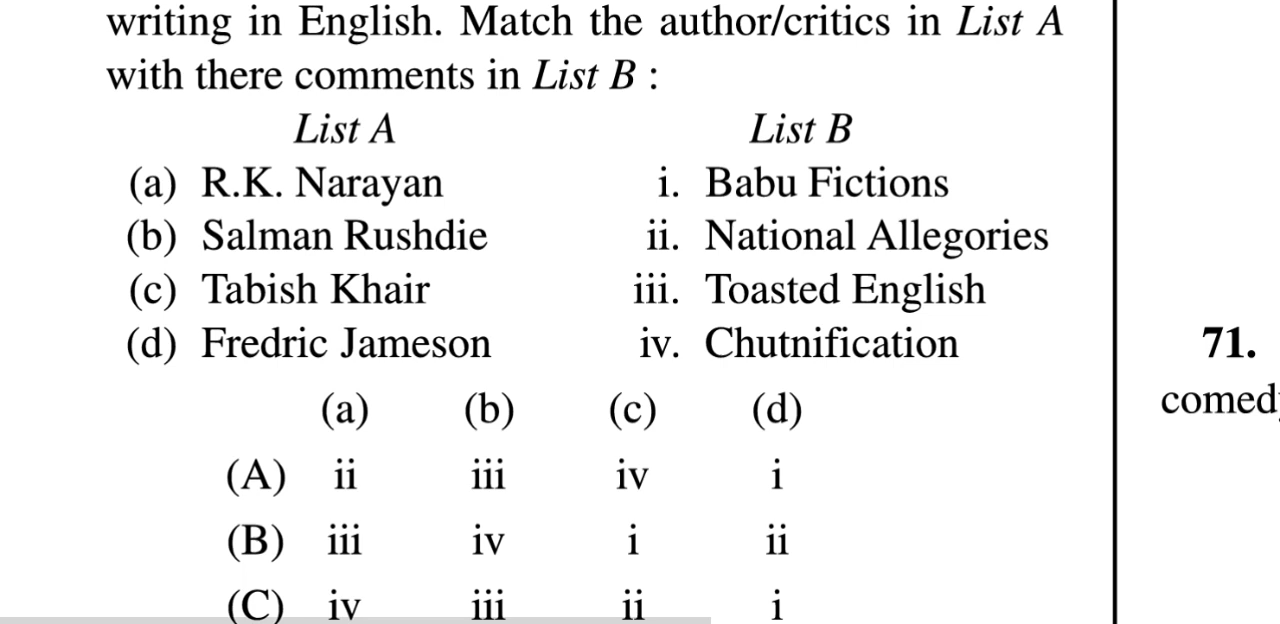 writing in English. Match the author/critics in List A
with there comments in List B :
List A List B
(a) R.K. Narayan i. Babu Fictions
(b) Salman Rushdie ii. National Allegories
(c) Tabish Khair iii. Toasted English
(d) Fredric Jameson iv. Chutnification
(a) (b) (c) (d)
(A) ii iii iv i
(B) iii iv i ii
(C) iv iii ii i
71.